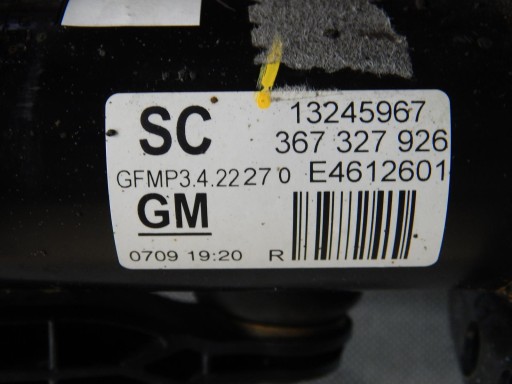 SC 13245967
367 327 926
GFMP3.4.22 27 0 E4612601
GM
0709 19:20 R